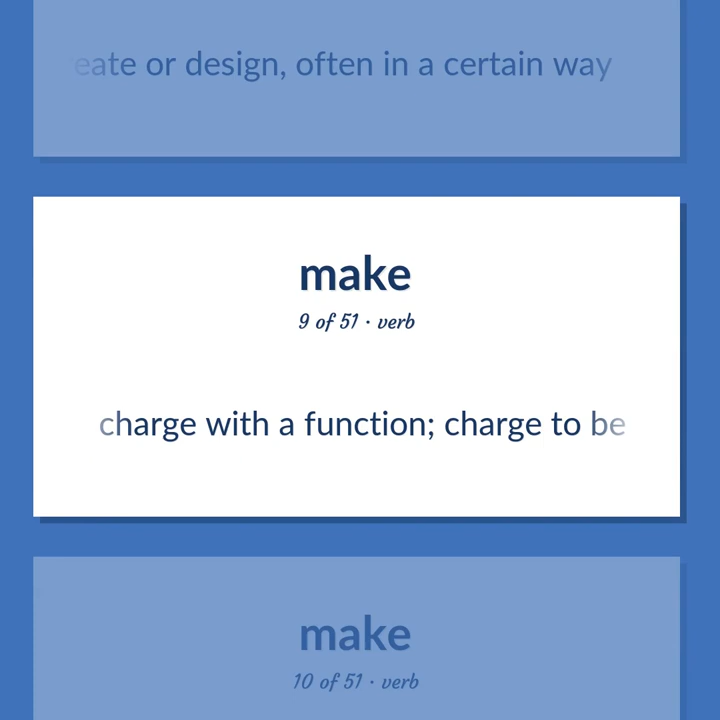 eate or design, often in a certain way
make
9 of 51 · verb
charge with a function; charge to be
make
10 of 51 · verb